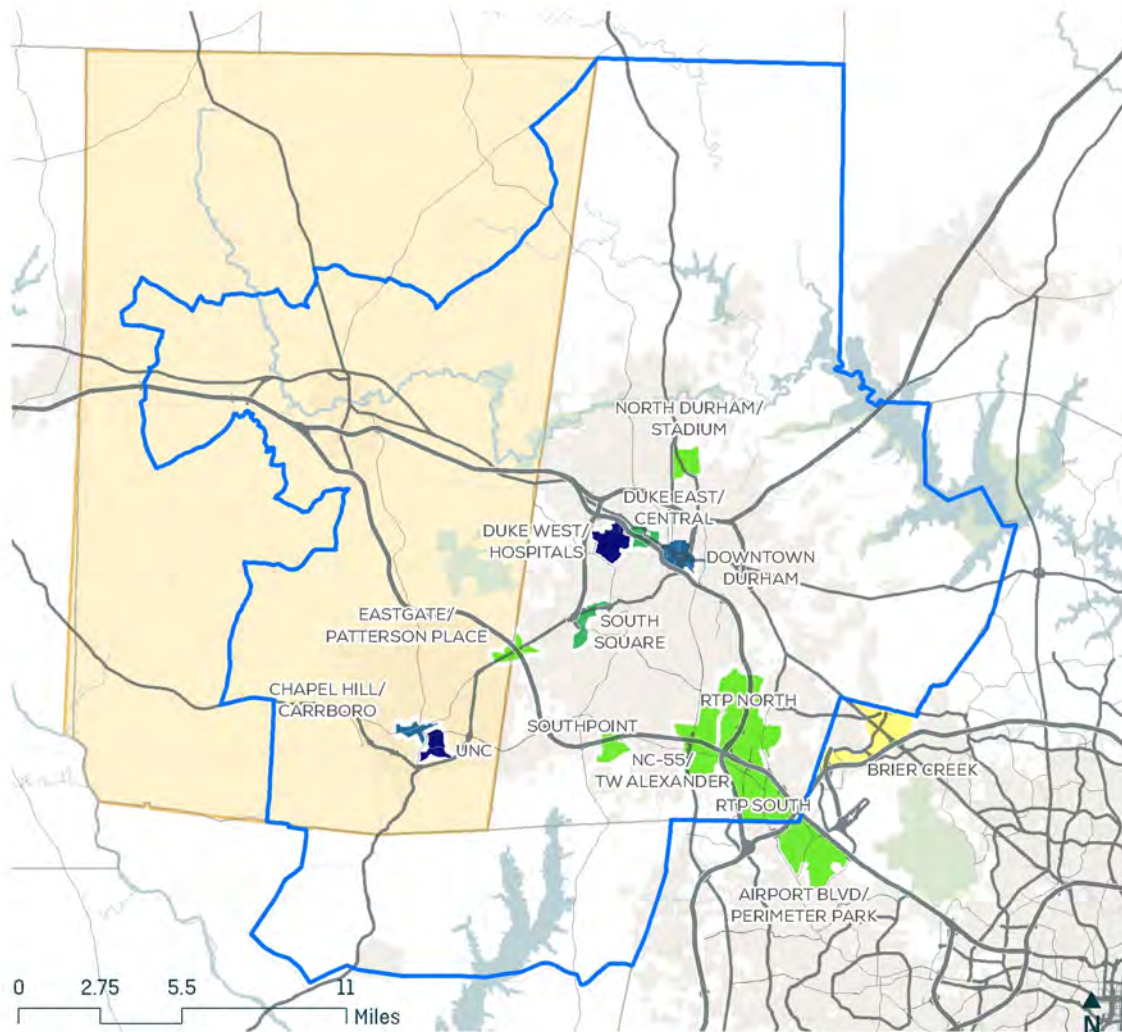 NORTH DURHAM/
STADIUM
DUKE EAST/
CENTRAL
DUKE WEST/
HOSPITALS
DOWNTOWN
DURHAM
EASTGATE/
PATTERSON PLACE
SOUTH
SQUARE
CHAPEL HILL/
CARRBORO
RTP NORTH
SOUTHPOINT
UNC
NC-55/
TW ALEXANDER
BRIER CREEK
RTP SOUTH
AIRPORT BLVD/
PERIMETER PARK
0 2.75 5.5 11
Miles
N